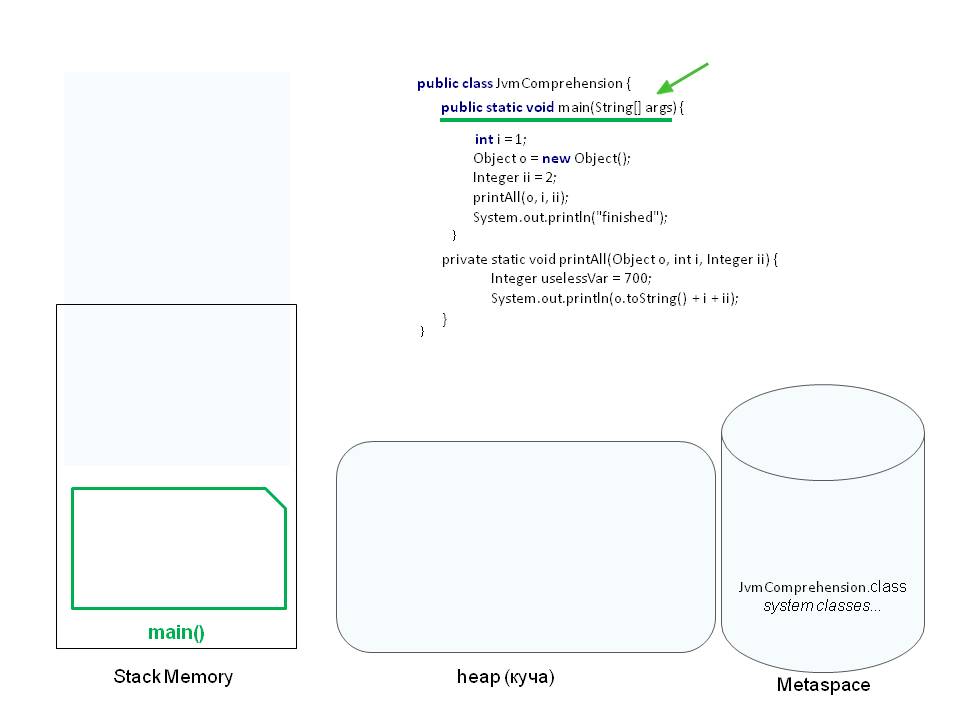 public class JvmComprehension {
public static void main(String[] args) {
int i = 1;
Object o = new Object();
Integer ii = 2;
printAll(o, i, ii);
System.out.println("finished");
}
private static void printAll(Object o, int i, Integer ii) {
Integer uselessVar = 700;
System.out.println(o.toString() + i + ii);
}
}
main()
Stack Memory
heap (куча)
JvmComprehension.class
system classes...
Metaspace